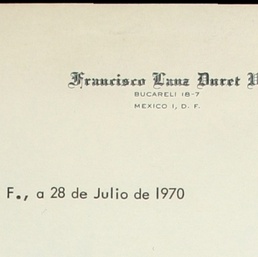 Francisco Lanz Duret
BUCARELI 18-7
MEXICO 1, D. F.
F., a 28 de Julio de 1970